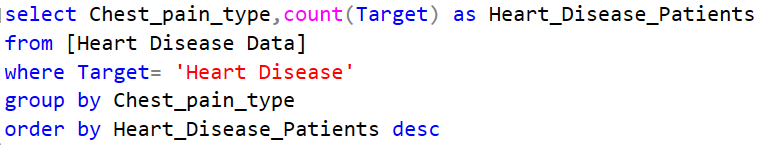 select Chest_pain_type,count(Target) as Heart_Disease_Patients
from [Heart Disease Data]
where Target= 'Heart Disease'
group by Chest_pain_type
order by Heart_Disease_Patients desc